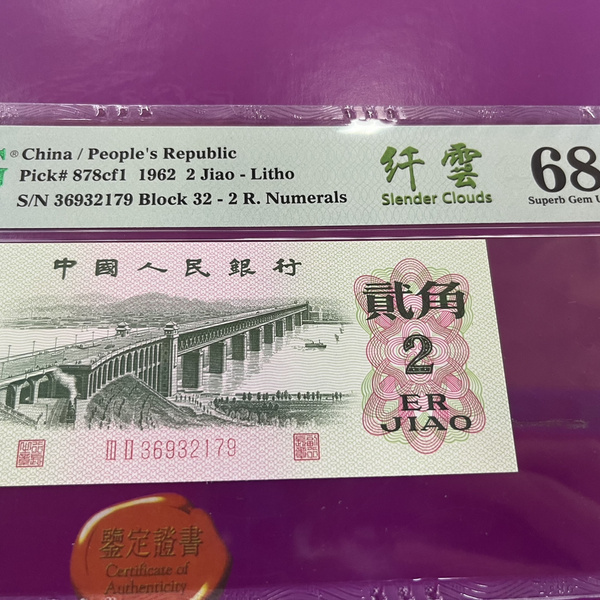 China / People's Republic
Pick# 878cf1 1962 2 Jiao - Litho
S/N 36932179 Block 32 - 2 R. Numerals
纤雲
Slender Clouds
68
Superb Gem U
中國人民銀行
貳角
2
ER
JIAO
III II 36932179
鑒定證書
Certificate of
Authenticity